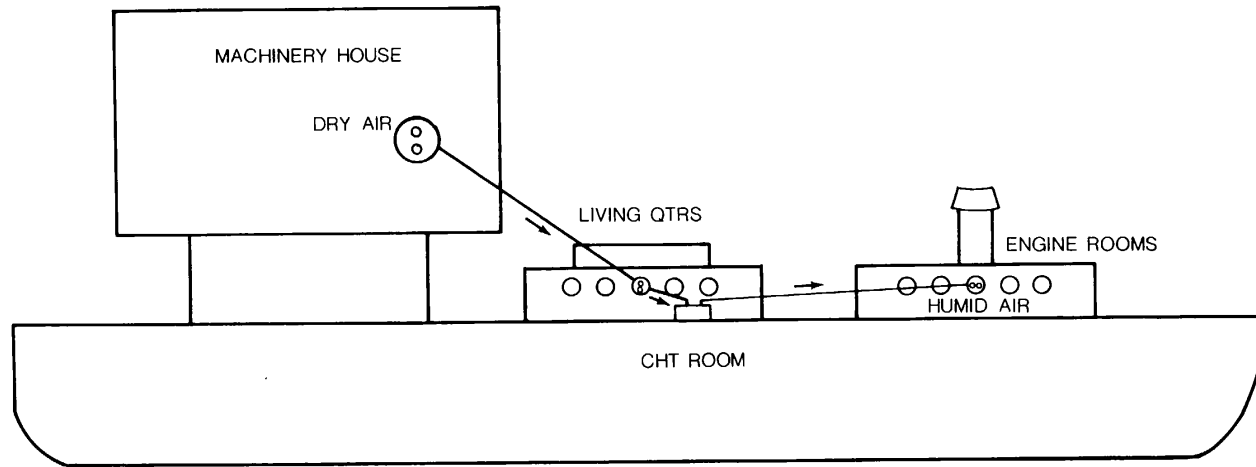 MACHINERY HOUSE
DRY AIR
LIVING QTRS
ENGINE ROOMS
HUMID AIR
CHT ROOM